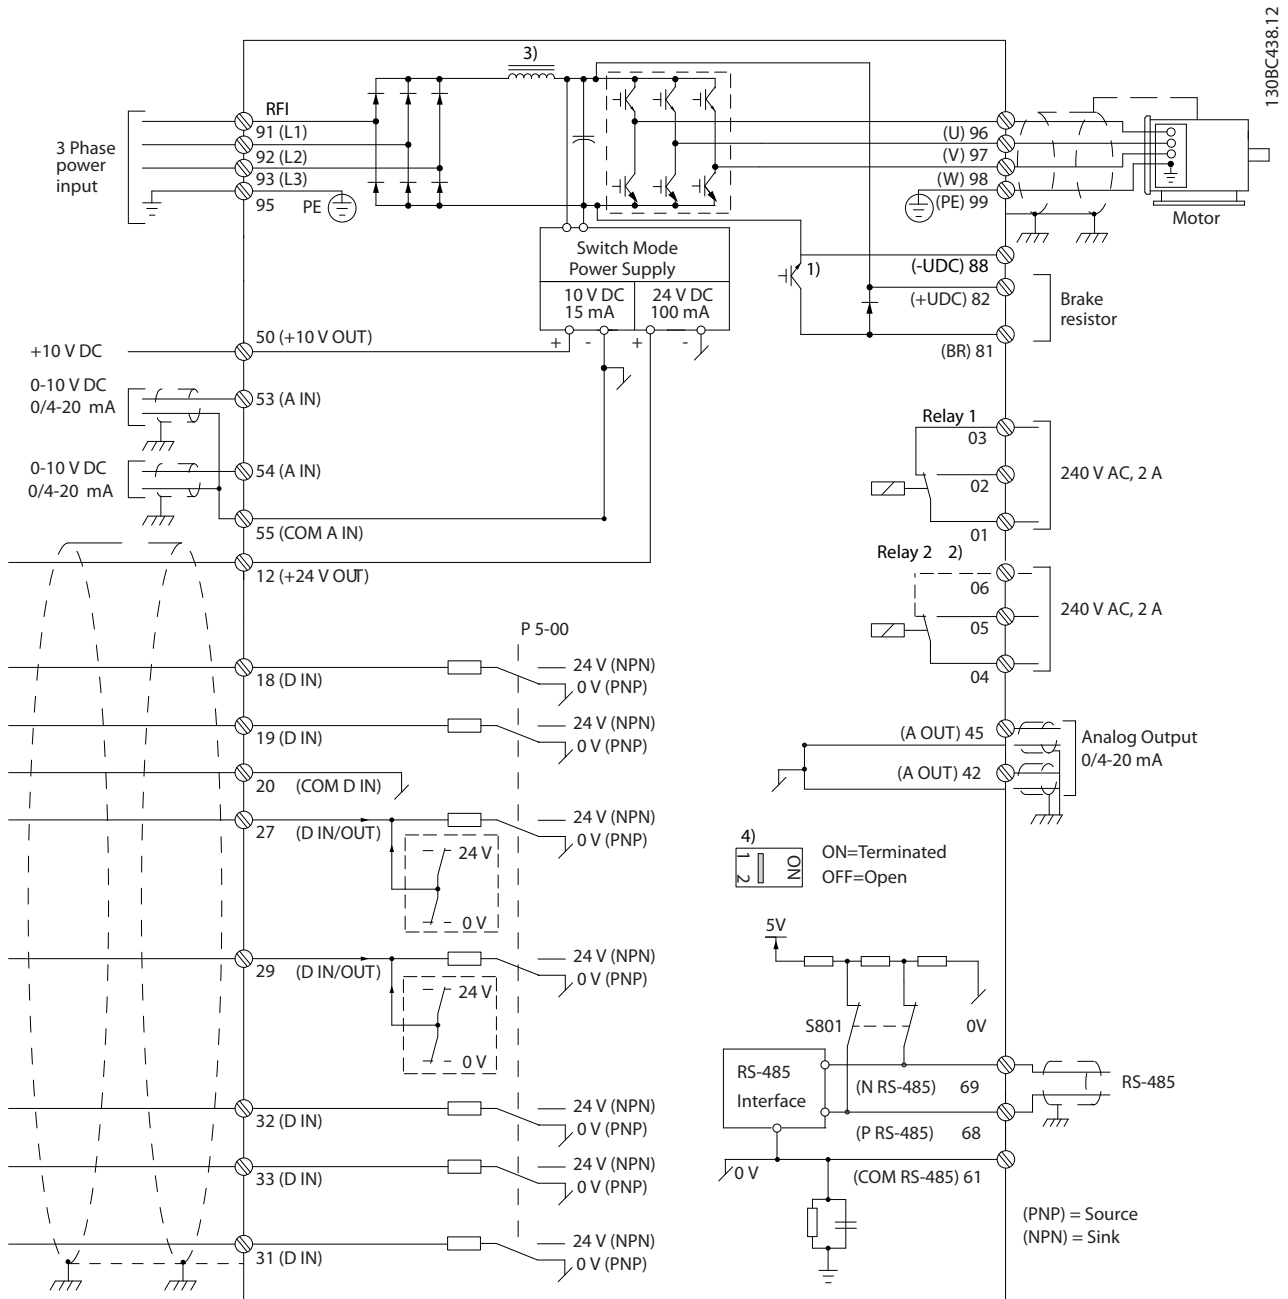 130BC438.12
3)
3 Phase
power
input
RFI
91 (L1)
92 (L2)
93 (L3)
95
PE
(U) 96
(V) 97
(W) 98
(PE) 99
Motor
Switch Mode
Power Supply
10 V DC
15 mA
24 V DC
100 mA
+
-
+
-
1)
(-UDC) 88
(+UDC) 82
(BR) 81
Brake
resistor
+10 V DC
50 (+10 V OUT)
0-10 V DC
0/4-20 mA
53 (A IN)
0-10 V DC
0/4-20 mA
54 (A IN)
55 (COM A IN)
12 (+24 V OUT)
Relay 1
03
02
01
240 V AC, 2 A
Relay 2 2)
06
05
04
240 V AC, 2 A
P 5-00
18 (D IN)
24 V (NPN)
0 V (PNP)
19 (D IN)
24 V (NPN)
0 V (PNP)
20 (COM D IN)
27 (D IN/OUT)
24 V (NPN)
0 V (PNP)
24 V
0 V
29 (D IN/OUT)
24 V (NPN)
0 V (PNP)
24 V
0 V
32 (D IN)
24 V (NPN)
0 V (PNP)
33 (D IN)
24 V (NPN)
0 V (PNP)
31 (D IN)
24 V (NPN)
0 V (PNP)
(A OUT) 45
(A OUT) 42
Analog Output
0/4-20 mA
4)
1 2
ON
ON=Terminated
OFF=Open
5V
S801
0V
RS-485
Interface
(N RS-485) 69
(P RS-485) 68
RS-485
0 V
(COM RS-485) 61
(PNP) = Source
(NPN) = Sink